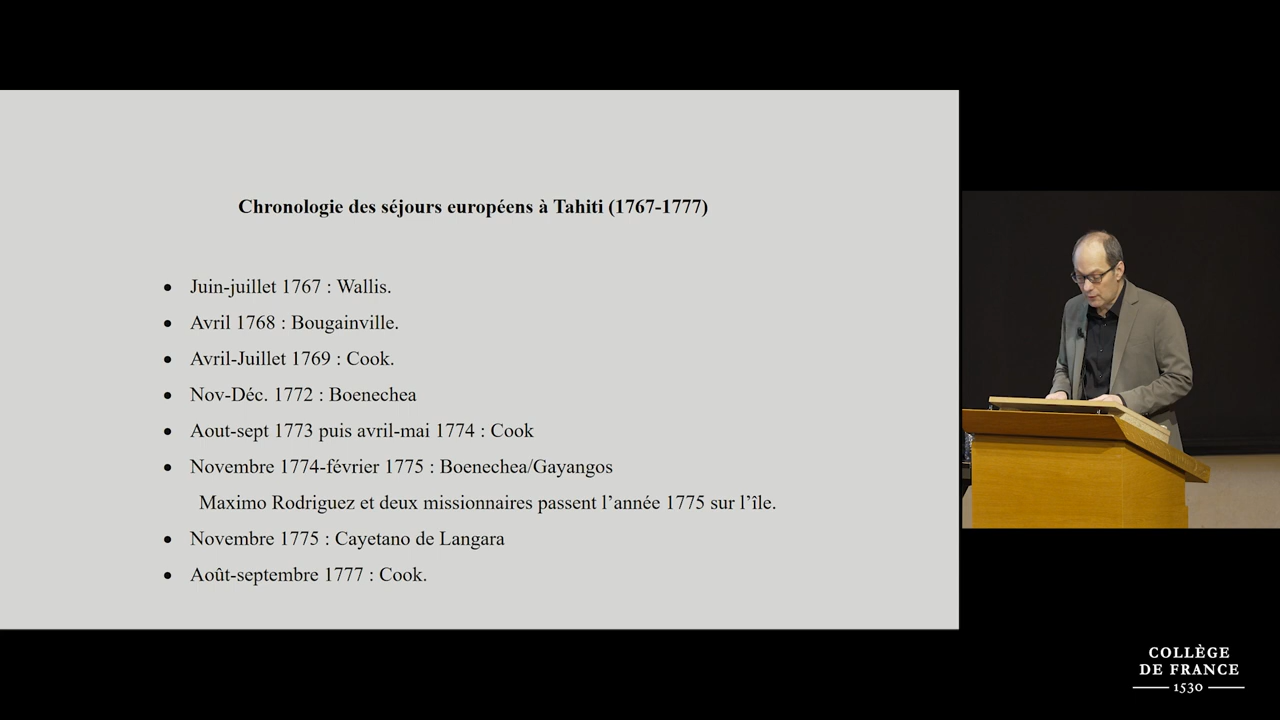 Chronologie des séjours européens à Tahiti (1767-1777)
• Juin-juillet 1767 : Wallis.
• Avril 1768 : Bougainville.
• Avril-Juillet 1769 : Cook.
• Nov-Déc. 1772 : Boenechea
• Aout-sept 1773 puis avril-mai 1774 : Cook
• Novembre 1774-février 1775 : Boenechea/Gayangos
Maximo Rodriguez et deux missionnaires passent l’année 1775 sur l’île.
• Novembre 1775 : Cayetano de Langara
• Août-septembre 1777 : Cook.
COLLÈGE
DE FRANCE
1530